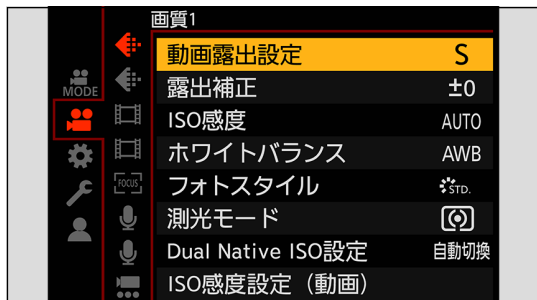 画質1
動画露出設定 S
露出補正 ±0
MODE
ISO感度 AUTO
ホワイトバランス AWB
フォトスタイル STD.
FOCUS
測光モード
Dual Native ISO設定 自動切換
ISO感度設定（動画）